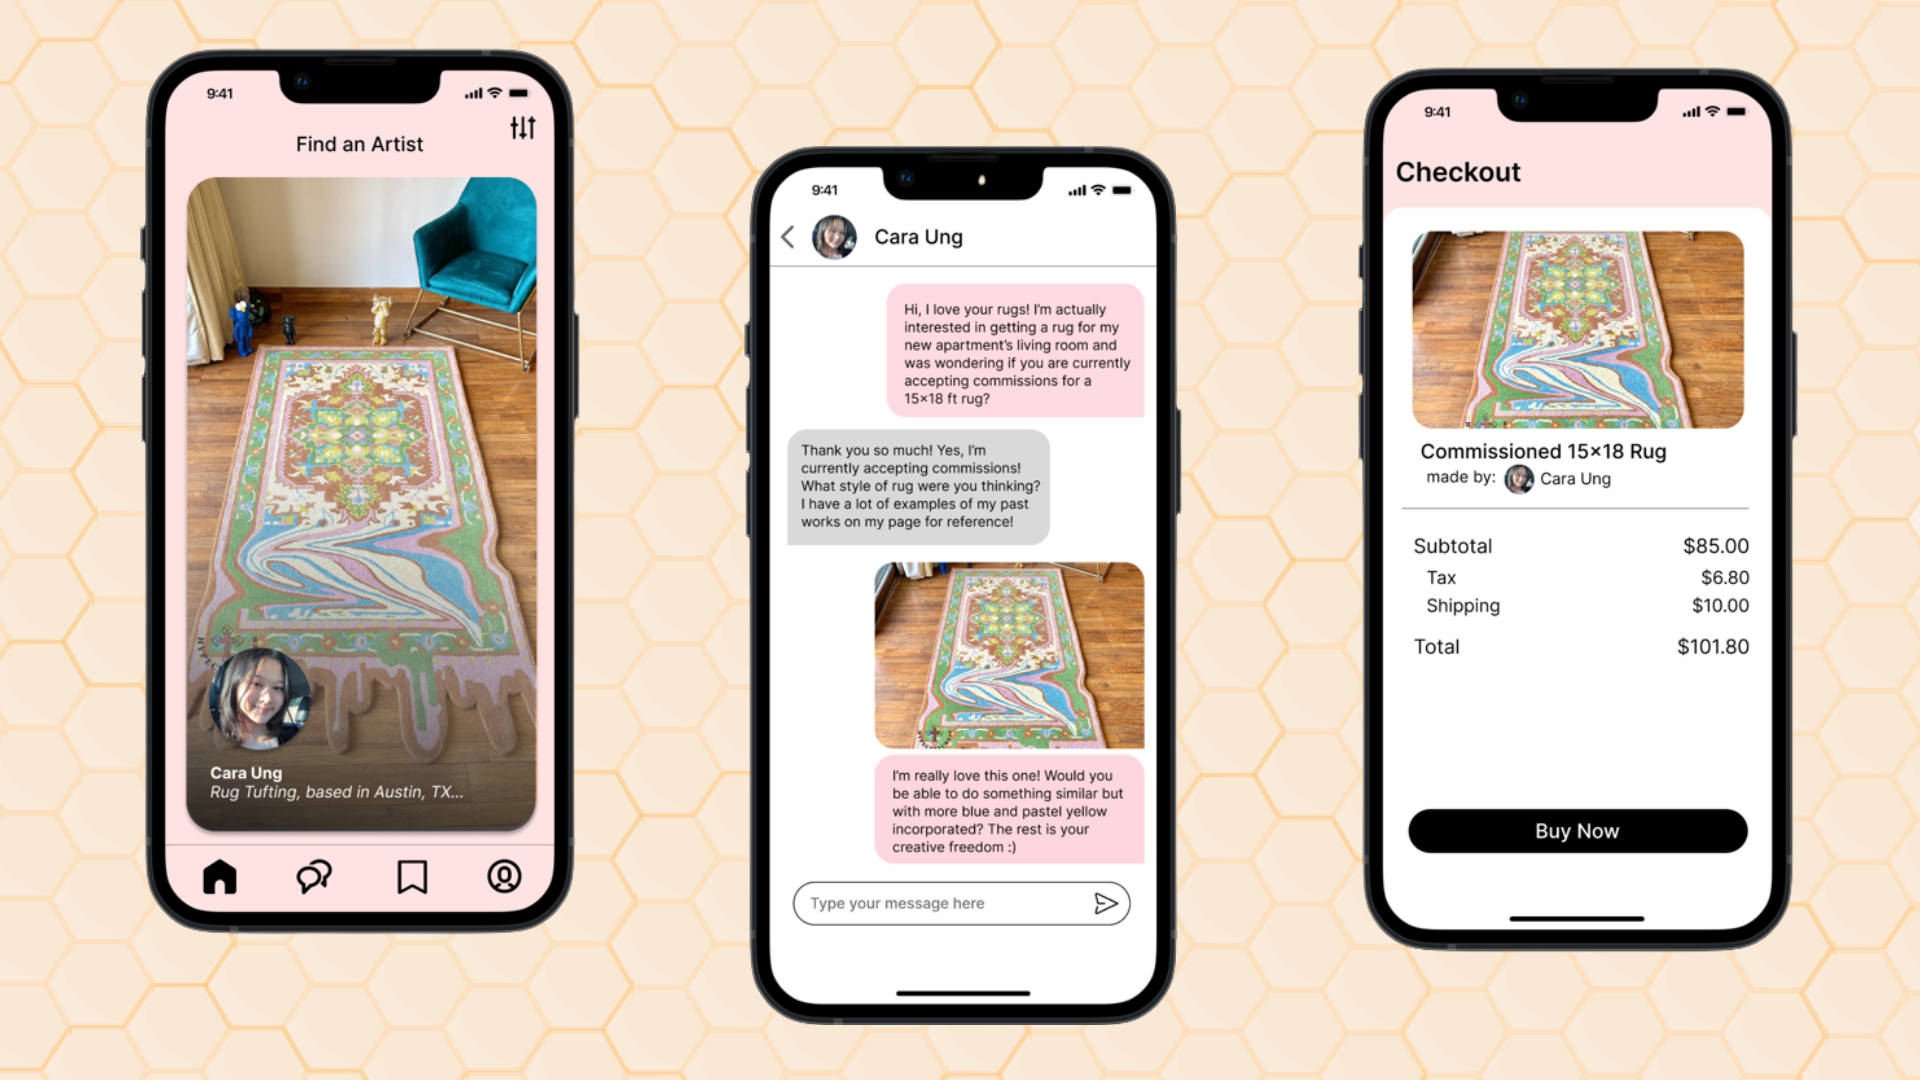 9:41
Find an Artist
Cara Ung
Rug Tufting, based in Austin, TX...
9:41
Cara Ung
Hi, I love your rugs! I'm actually
interested in getting a rug for my
new apartment's living room and
was wondering if you are currently
accepting commissions for a
15×18 ft rug?
Thank you so much! Yes, I'm
currently accepting commissions!
What style of rug were you thinking?
I have a lot of examples of my past
works on my page for reference!
I'm really love this one! Would you
be able to do something similar but
with more blue and pastel yellow
incorporated? The rest is your
creative freedom :)
Type your message here
9:41
Checkout
Commissioned 15×18 Rug
made by: Cara Ung
Subtotal $85.00
Tax $6.80
Shipping $10.00
Total $101.80
Buy Now